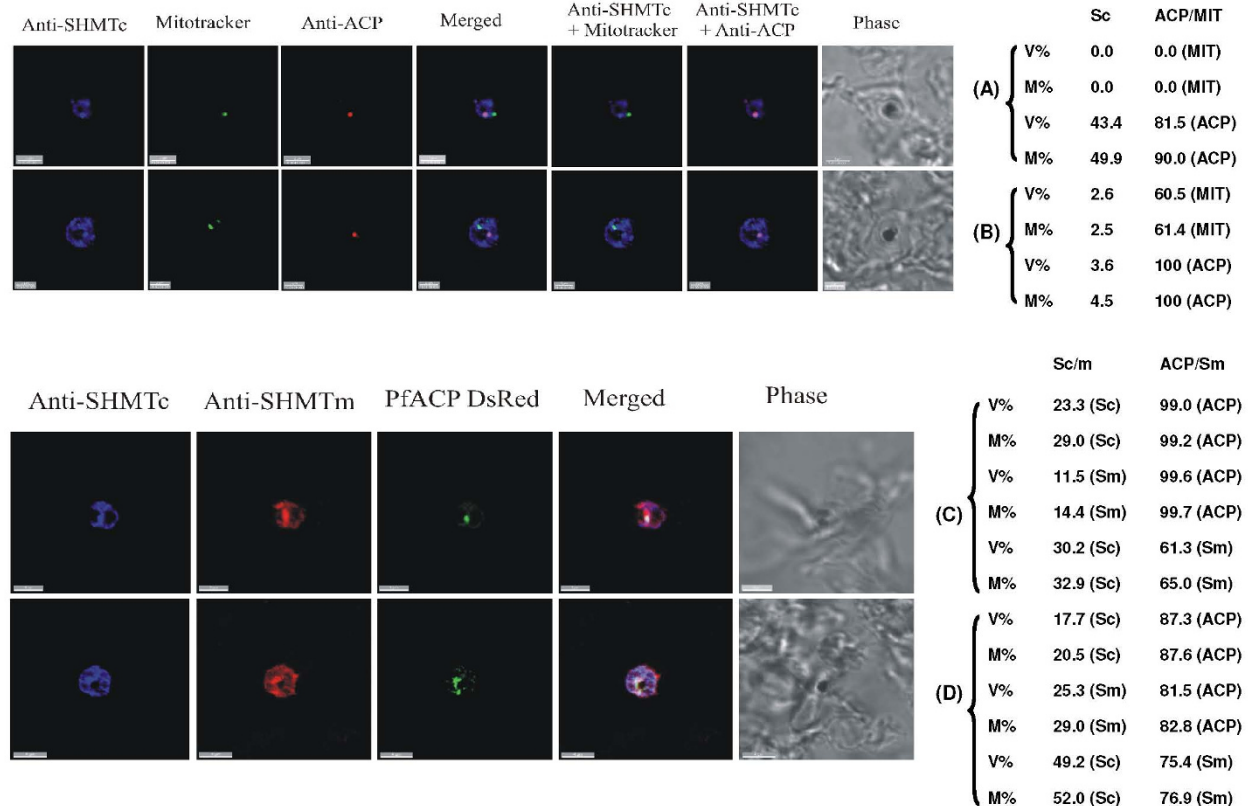 Anti-SHMTc Mitotracker Anti-ACP Merged Anti-SHMTc + Mitotracker Anti-SHMTc + Anti-ACP Phase
Sc ACP/MIT
(A)
V% 0.0 0.0 (MIT)
M% 0.0 0.0 (MIT)
V% 43.4 81.5 (ACP)
M% 49.9 90.0 (ACP)
(B)
V% 2.6 60.5 (MIT)
M% 2.5 61.4 (MIT)
V% 3.6 100 (ACP)
M% 4.5 100 (ACP)
Anti-SHMTc Anti-SHMTm PfACP DsRed Merged Phase
Sc/m ACP/Sm
(C)
V% 23.3 (Sc) 99.0 (ACP)
M% 29.0 (Sc) 99.2 (ACP)
V% 11.5 (Sm) 99.6 (ACP)
M% 14.4 (Sm) 99.7 (ACP)
V% 30.2 (Sc) 61.3 (Sm)
M% 32.9 (Sc) 65.0 (Sm)
(D)
V% 17.7 (Sc) 87.3 (ACP)
M% 20.5 (Sc) 87.6 (ACP)
V% 25.3 (Sm) 81.5 (ACP)
M% 29.0 (Sm) 82.8 (ACP)
V% 49.2 (Sc) 75.4 (Sm)
M% 52.0 (Sc) 76.9 (Sm)